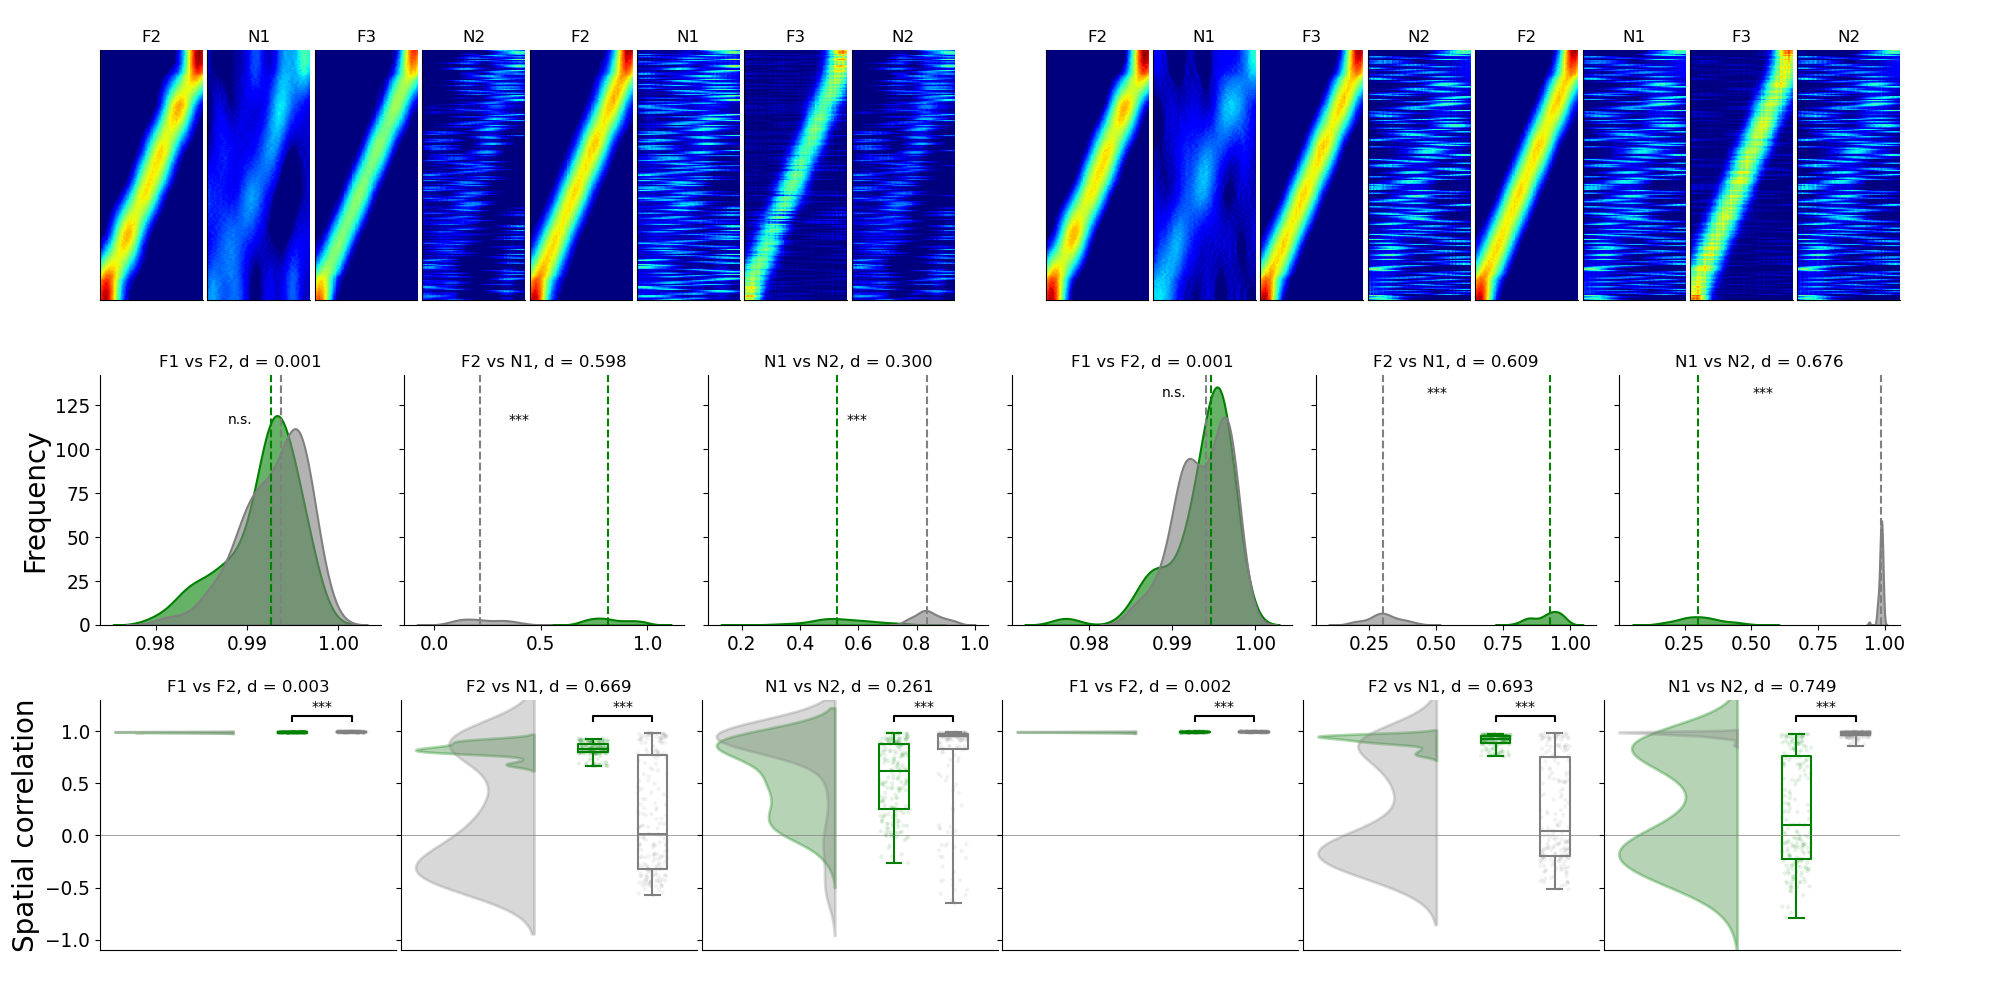 F2 N1 F3 N2 F2 N1 F3 N2 F2 N1 F3 N2 F2 N1 F3 N2
F1 vs F2, d = 0.001
F2 vs N1, d = 0.598
N1 vs N2, d = 0.300
F1 vs F2, d = 0.001
F2 vs N1, d = 0.609
N1 vs N2, d = 0.676
Frequency
125
100
75
50
25
0
n.s.
***
***
n.s.
***
***
0.98 0.99 1.00
0.0 0.5 1.0
0.2 0.4 0.6 0.8 1.0
0.98 0.99 1.00
0.25 0.50 0.75 1.00
0.25 0.50 0.75 1.00
F1 vs F2, d = 0.003
F2 vs N1, d = 0.669
N1 vs N2, d = 0.261
F1 vs F2, d = 0.002
F2 vs N1, d = 0.693
N1 vs N2, d = 0.749
***
***
***
***
***
***
Spatial correlation
1.0
0.5
0.0
−0.5
−1.0